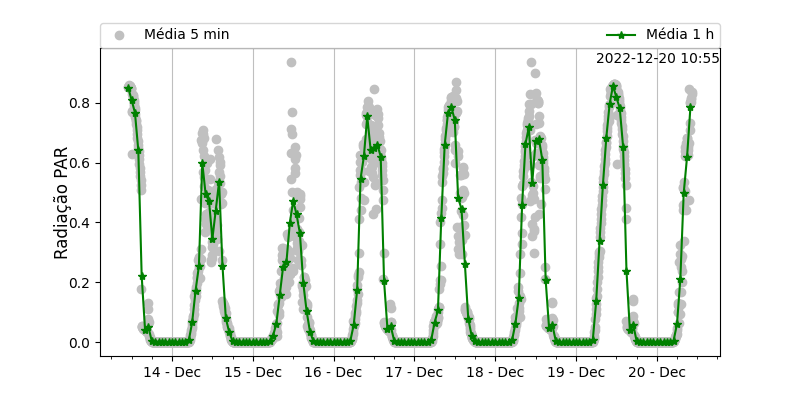 Média 5 min
Média 1 h
2022-12-20 10:55
Radiação PAR
0.8
0.6
0.4
0.2
0.0
14 - Dec
15 - Dec
16 - Dec
17 - Dec
18 - Dec
19 - Dec
20 - Dec